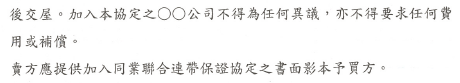 後交屋。加入本協定之○○公司不得為任何異議，亦不得要求任何費
用或補償。
賣方應提供加入同業聯合連帶保證協定之書面影本予買方。